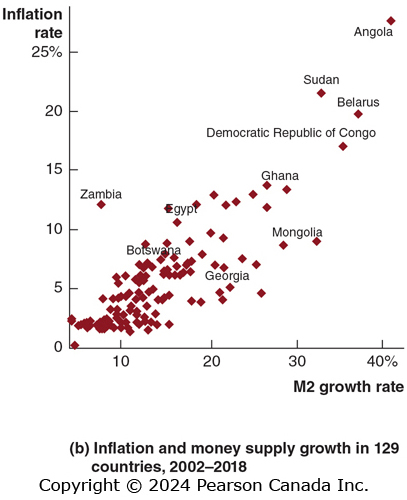 Inflation
rate
25%
20
15
10
5
0
Angola
Sudan
Belarus
Democratic Republic of Congo
Ghana
Zambia
Egypt
Mongolia
Botswana
Georgia
10
20
30
40%
M2 growth rate
(b) Inflation and money supply growth in 129
countries, 2002–2018
Copyright © 2024 Pearson Canada Inc.